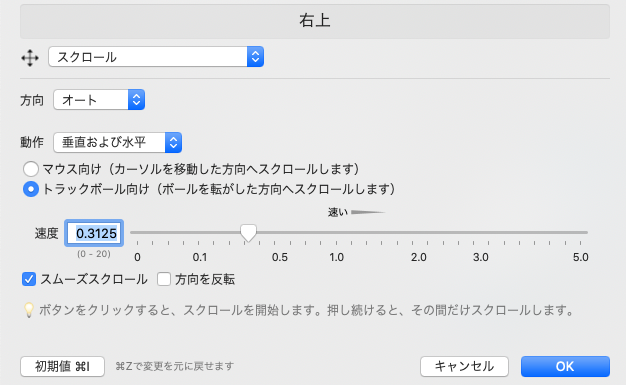 右上
スクロール
方向 オート
動作 垂直および水平
マウス向け（カーソルを移動した方向へスクロールします）
トラックボール向け（ボールを転がした方向へスクロールします）
速い
速度 0.3125
(0 - 20)
0 0.1 0.5 1.0 2.0 3.0 5.0
スムーズスクロール 方向を反転
ボタンをクリックすると、スクロールを開始します。押し続けると、その間だけスクロールします。
初期値 ⌘I ⌘Zで変更を元に戻せます キャンセル OK